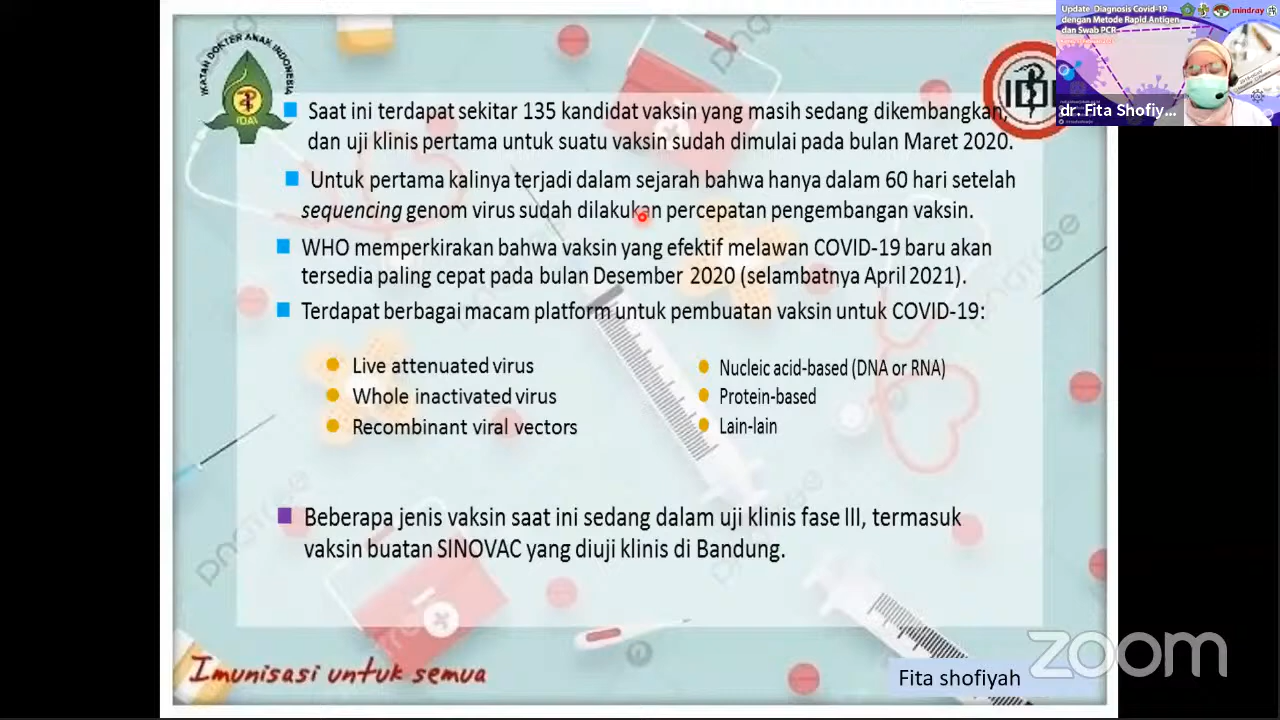 IKATAN DOKTER ANAK INDONESIA
IDAI
IDI
Update Diagnosis Covid-19
dengan Metode Rapid Antigen
dan Swab PCR
mindray
dr. Fita Shofiy...
Saat ini terdapat sekitar 135 kandidat vaksin yang masih sedang dikembangkan,
dan uji klinis pertama untuk suatu vaksin sudah dimulai pada bulan Maret 2020.
Untuk pertama kalinya terjadi dalam sejarah bahwa hanya dalam 60 hari setelah
sequencing genom virus sudah dilakukan percepatan pengembangan vaksin.
WHO memperkirakan bahwa vaksin yang efektif melawan COVID-19 baru akan
tersedia paling cepat pada bulan Desember 2020 (selambatnya April 2021).
Terdapat berbagai macam platform untuk pembuatan vaksin untuk COVID-19:
Live attenuated virus
Whole inactivated virus
Recombinant viral vectors
Nucleic acid-based (DNA or RNA)
Protein-based
Lain-lain
Beberapa jenis vaksin saat ini sedang dalam uji klinis fase III, termasuk
vaksin buatan SINOVAC yang diuji klinis di Bandung.
Imunisasi untuk semua
Fita shofiyah
zoom
pngtree